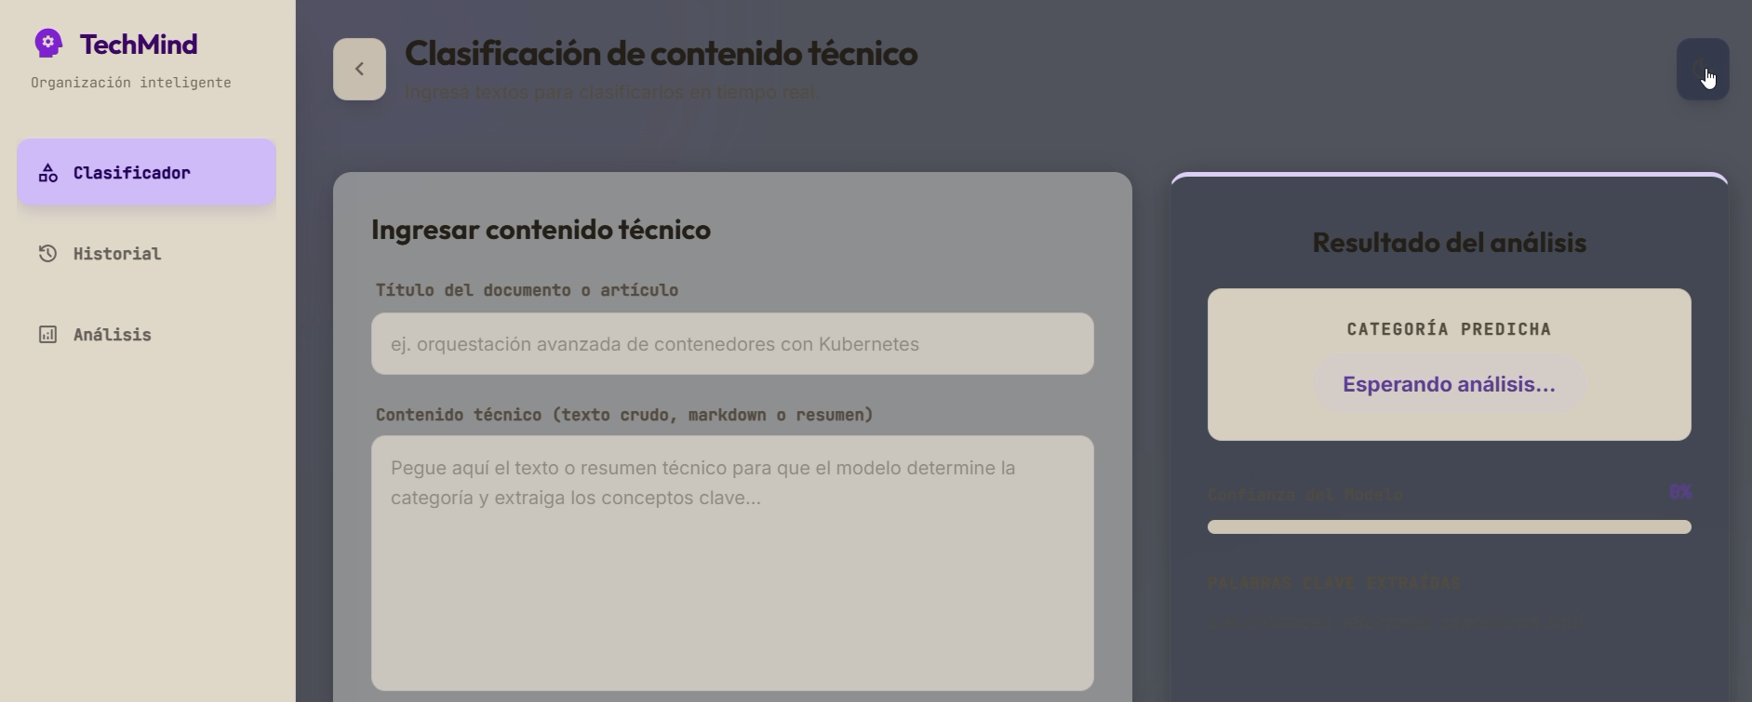 TechMind
Organización inteligente
Clasificador
Historial
Análisis
Clasificación de contenido técnico
Ingresa textos para clasificarlos en tiempo real.
Ingresar contenido técnico
Título del documento o artículo
ej. orquestación avanzada de contenedores con Kubernetes
Contenido técnico (texto crudo, markdown o resumen)
Pegue aquí el texto o resumen técnico para que el modelo determine la
categoría y extraiga los conceptos clave...
Resultado del análisis
CATEGORÍA PREDICHA
Esperando análisis...
Confianza del Modelo
0%
PALABRAS CLAVE EXTRAÍDAS